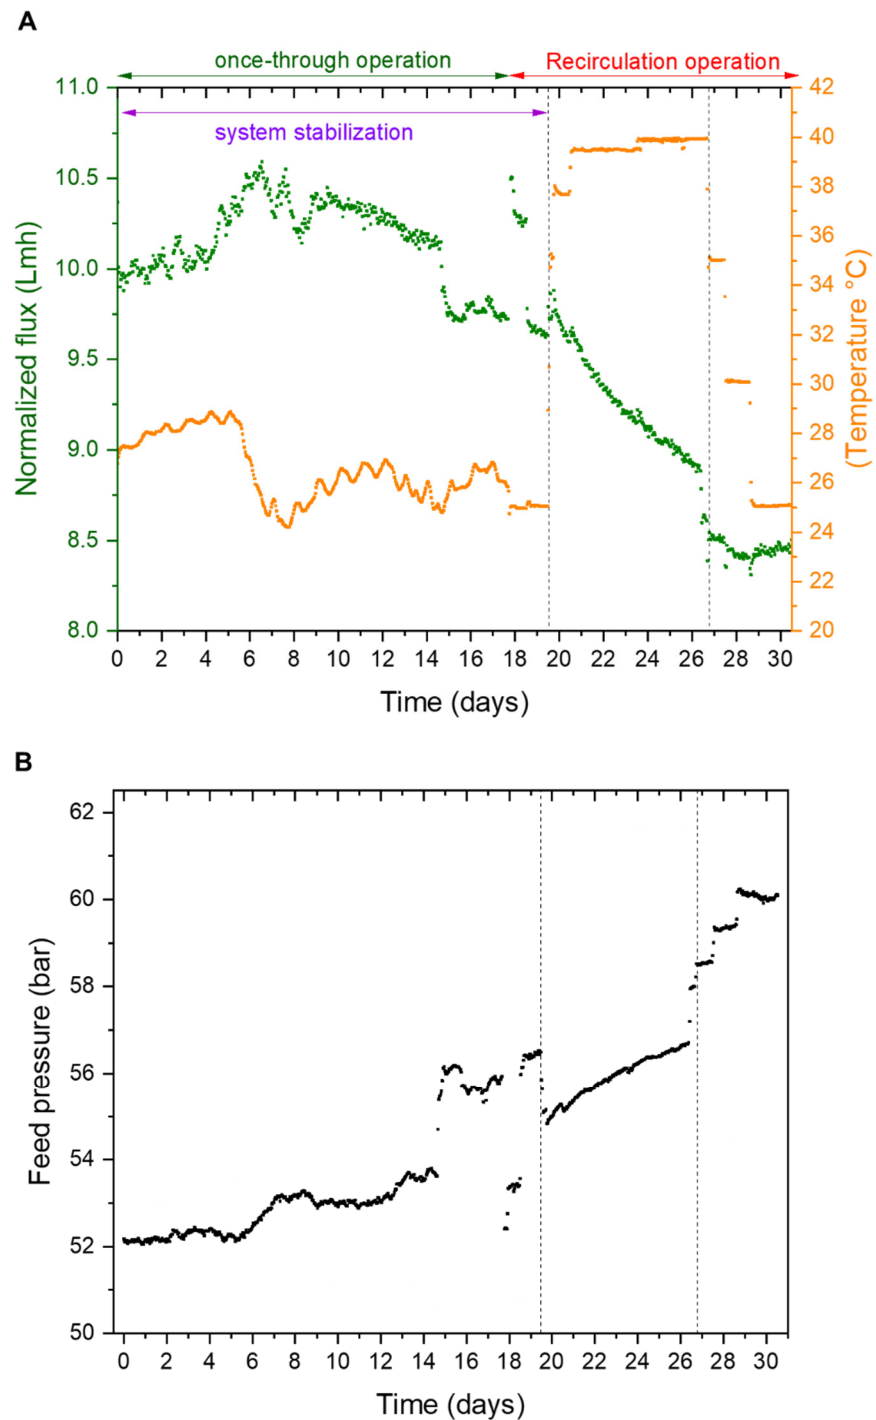 A
once-through operation
Recirculation operation
system stabilization
11.0
10.5
10.0
9.5
9.0
8.5
8.0
Normalized flux (Lmh)
42
40
38
36
34
32
30
28
26
24
22
20
(Temperature °C)
0 2 4 6 8 10 12 14 16 18 20 22 24 26 28 30
Time (days)
B
62
60
58
56
54
52
50
Feed pressure (bar)
0 2 4 6 8 10 12 14 16 18 20 22 24 26 28 30
Time (days)